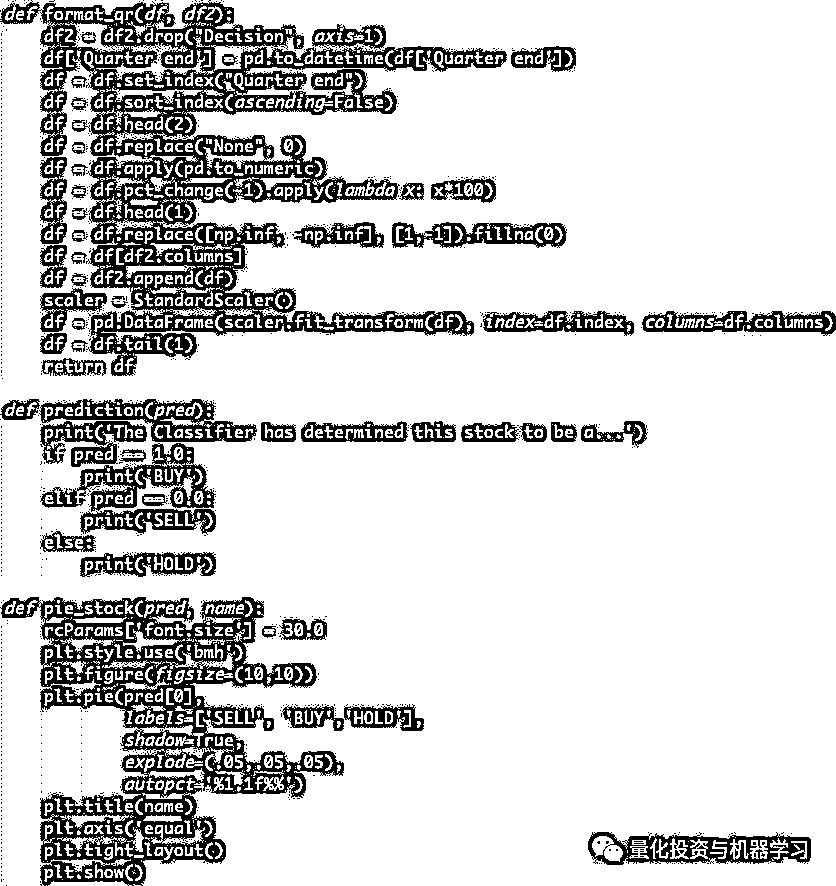 def format_qr(df, df2):
    df2 = df2.drop("Decision", axis=1)
    df['Quarter end'] = pd.to_datetime(df['Quarter end'])
    df = df.set_index("Quarter end")
    df = df.sort_index(ascending=False)
    df = df.head(2)
    df = df.replace("None", 0)
    df = df.apply(pd.to_numeric)
    df = df.pct_change(-1).apply(lambda x: x*100)
    df = df.head(1)
    df = df.replace([np.inf, -np.inf], [1,-1]).fillna(0)
    df = df[df2.columns]
    df = df2.append(df)
    scaler = StandardScaler()
    df = pd.DataFrame(scaler.fit_transform(df), index=df.index, columns=df.columns)
    df = df.tail(1)
    return df
def prediction(pred):
    print('The Classifier has determined this stock to be a...')
    if pred == 1.0:
        print('BUY')
    elif pred == 0.0:
        print('SELL')
    else:
        print('HOLD')
def pie_stock(pred, name):
    rcParams['font.size'] = 30.0
    plt.style.use('bmh')
    plt.figure(figsize=(10,10))
    plt.pie(pred[0],
            labels=['SELL', 'BUY','HOLD'],
            shadow=True,
            explode=(.05,.05,.05),
            autopct='%1.1f%%')
    plt.title(name)
    plt.axis('equal')
    plt.tight_layout()
    plt.show()
量化投资与机器学习